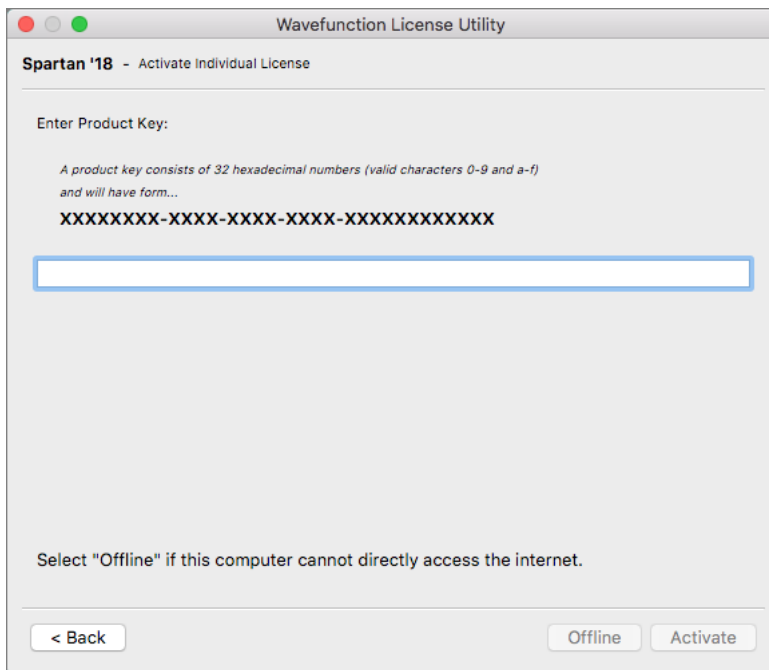 Wavefunction License Utility
Spartan '18 - Activate Individual License
Enter Product Key:
A product key consists of 32 hexadecimal numbers (valid characters 0-9 and a-f)
and will have form...
XXXXXXXX-XXXX-XXXX-XXXX-XXXXXXXXXXXX
Select "Offline" if this computer cannot directly access the internet.
< Back Offline Activate